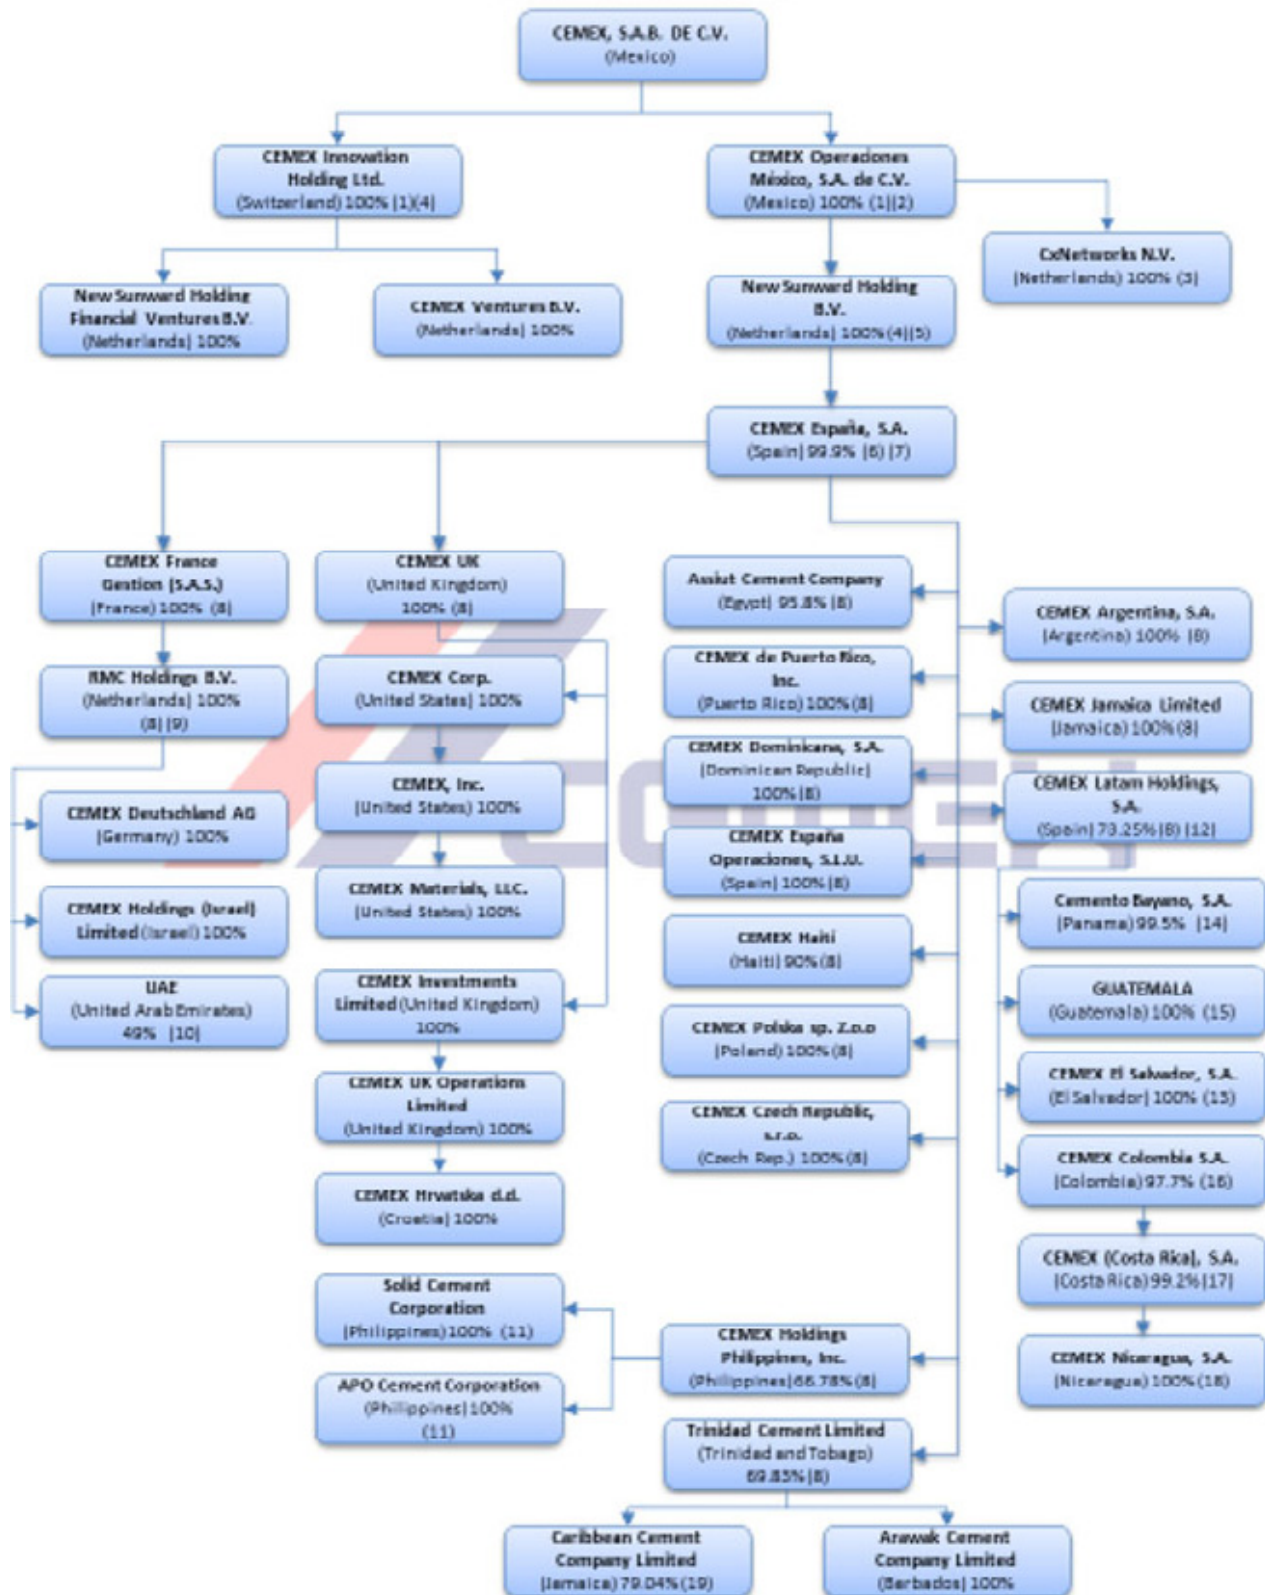 CEMEX, S.A.B. DE C.V.
(Mexico)
CEMEX Innovation
Holding Ltd.
(Switzerland) 100% (1)(4)
CEMEX Operaciones
México, S.A. de C.V.
(Mexico) 100% (1)(2)
CxNetworks N.V.
(Netherlands) 100% (3)
New Sunward Holding
Financial Ventures B.V.
(Netherlands) 100%
CEMEX Ventures B.V.
(Netherlands) 100%
New Sunward Holding
B.V.
(Netherlands) 100% (4)(5)
CEMEX España, S.A.
(Spain) 99.9% (6) (7)
CEMEX France
Gestion (S.A.S.)
(France) 100% (8)
RMC Holdings B.V.
(Netherlands) 100%
(8) (9)
CEMEX Deutschland AG
(Germany) 100%
CEMEX Holdings (Israel)
Limited (Israel) 100%
UAE
(United Arab Emirates)
49% (10)
CEMEX UK
(United Kingdom)
100% (8)
CEMEX Corp.
(United States) 100%
CEMEX, Inc.
(United States) 100%
CEMEX Materials, LLC.
(United States) 100%
CEMEX Investments
Limited (United Kingdom)
100%
CEMEX UK Operations
Limited
(United Kingdom) 100%
CEMEX Hrvatska d.d.
(Croatia) 100%
Solid Cement
Corporation
(Philippines) 100% (11)
APO Cement Corporation
(Philippines) 100%
(11)
Assiut Cement Company
(Egypt) 95.8% (8)
CEMEX de Puerto Rico,
Inc.
(Puerto Rico) 100% (8)
CEMEX Dominicana, S.A.
(Dominican Republic)
100% (8)
CEMEX España
Operaciones, S.L.U.
(Spain) 100% (8)
CEMEX Haiti
(Haiti) 90% (8)
CEMEX Polska sp. Z.o.o
(Poland) 100% (8)
CEMEX Czech Republic,
s.r.o.
(Czech Rep.) 100% (8)
CEMEX Holdings
Philippines, Inc.
(Philippines) 66.78% (8)
Trinidad Cement Limited
(Trinidad and Tobago)
69.83% (8)
Caribbean Cement
Company Limited
(Jamaica) 79.04% (19)
Arawak Cement
Company Limited
(Barbados) 100%
CEMEX Argentina, S.A.
(Argentina) 100% (8)
CEMEX Jamaica Limited
(Jamaica) 100% (8)
CEMEX Latam Holdings,
S.A.
(Spain) 73.25% (8) (12)
Cemento Bayano, S.A.
(Panama) 99.5% (14)
GUATEMALA
(Guatemala) 100% (15)
CEMEX El Salvador, S.A.
(El Salvador) 100% (13)
CEMEX Colombia S.A.
(Colombia) 97.7% (16)
CEMEX (Costa Rica), S.A.
(Costa Rica) 99.2% (17)
CEMEX Nicaragua, S.A.
(Nicaragua) 100% (18)
CEMEX